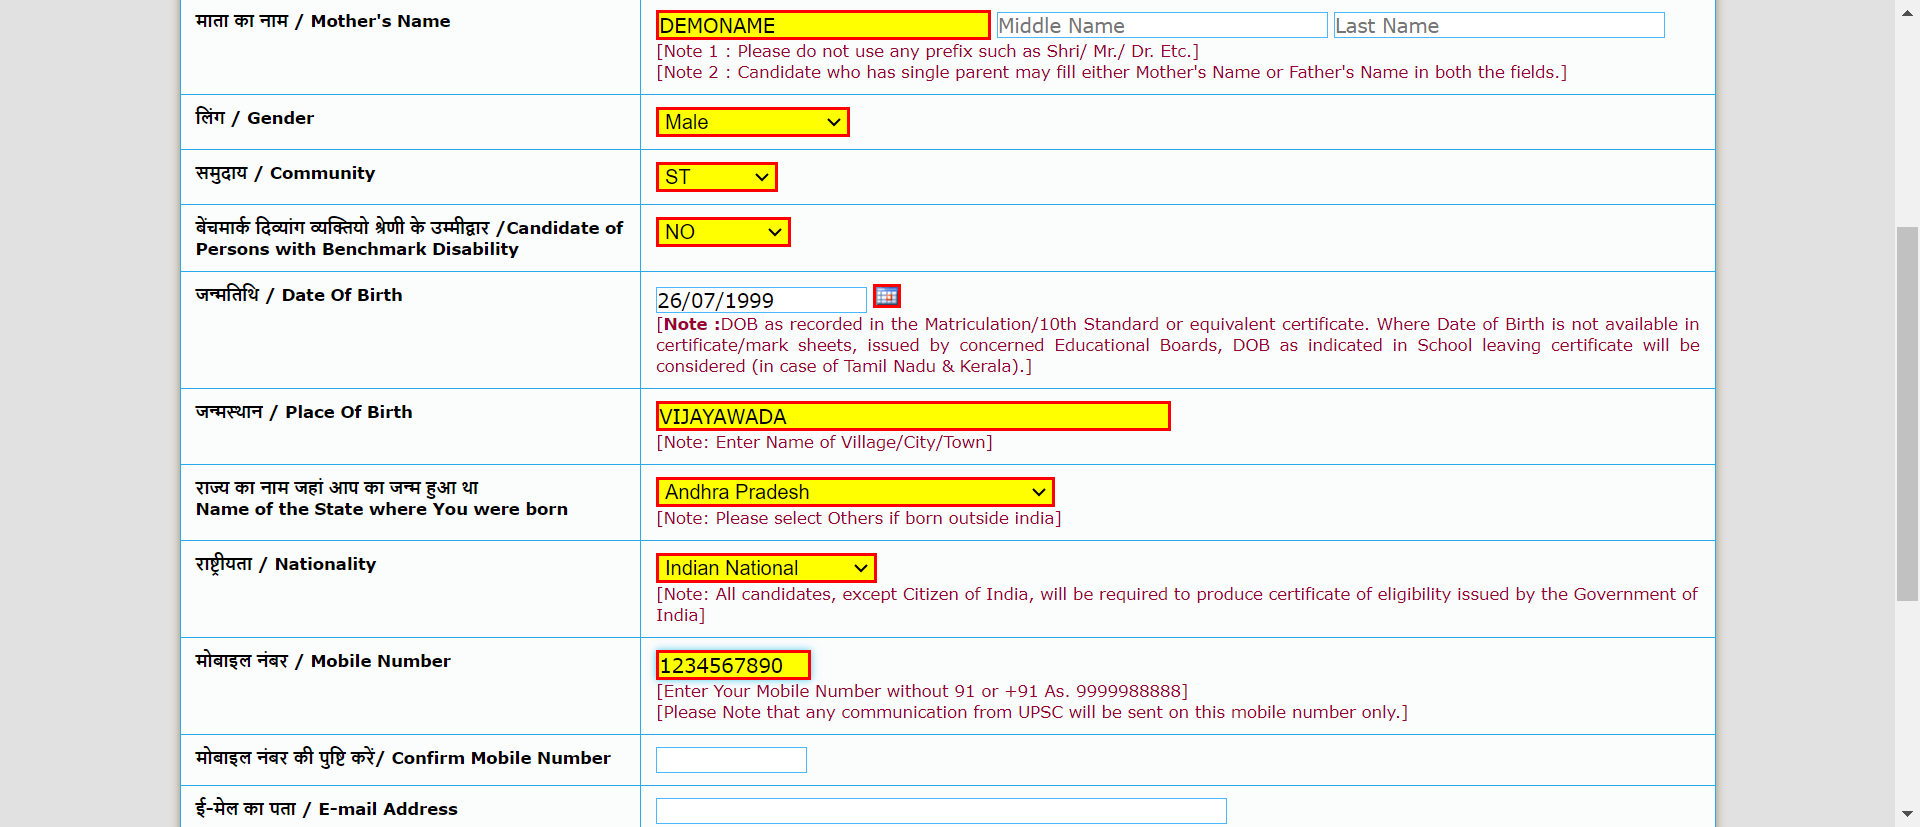 माता का नाम / Mother's Name
DEMONAME Middle Name Last Name
[Note 1 : Please do not use any prefix such as Shri/ Mr./ Dr. Etc.]
[Note 2 : Candidate who has single parent may fill either Mother's Name or Father's Name in both the fields.]
लिंग / Gender
Male
समुदाय / Community
ST
बेंचमार्क दिव्यांग व्यक्तियो श्रेणी के उम्मीद्वार /Candidate of
Persons with Benchmark Disability
NO
जन्मतिथि / Date Of Birth
26/07/1999
[Note :DOB as recorded in the Matriculation/10th Standard or equivalent certificate. Where Date of Birth is not available in
certificate/mark sheets, issued by concerned Educational Boards, DOB as indicated in School leaving certificate will be
considered (in case of Tamil Nadu & Kerala).]
जन्मस्थान / Place Of Birth
VIJAYAWADA
[Note: Enter Name of Village/City/Town]
राज्य का नाम जहां आप का जन्म हुआ था
Name of the State where You were born
Andhra Pradesh
[Note: Please select Others if born outside india]
राष्ट्रीयता / Nationality
Indian National
[Note: All candidates, except Citizen of India, will be required to produce certificate of eligibility issued by the Government of
India]
मोबाइल नंबर / Mobile Number
1234567890
[Enter Your Mobile Number without 91 or +91 As. 9999988888]
[Please Note that any communication from UPSC will be sent on this mobile number only.]
मोबाइल नंबर की पुष्टि करें/ Confirm Mobile Number
ई-मेल का पता / E-mail Address